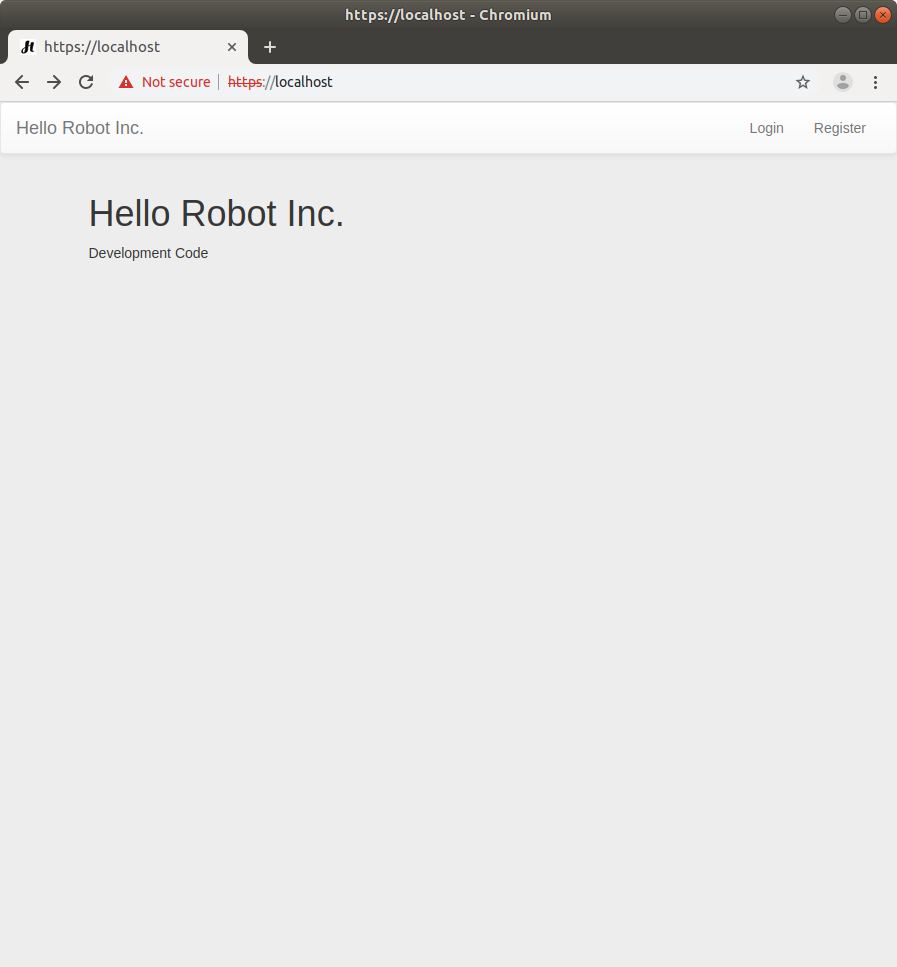 https://localhost - Chromium
https://localhost
Not secure https://localhost
Hello Robot Inc. Login Register
Hello Robot Inc.
Development Code